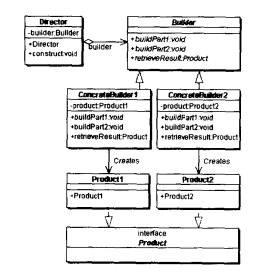 Director
-builder:Builder
+Director
+construct:void
builder
Builder
+buildPart1:void
+buildPart2:void
+retrieveResult:Product
ConcreteBuilder1
-product:Product1
+buildPart1:void
+buildPart2:void
+retrieveResult:Product
ConcreteBuilder2
-product:Product2
+buildPart1:void
+buildPart2:void
+retrieveResult:Product
Creates
Creates
Product1
+Product1
Product2
+Product2
interface
Product